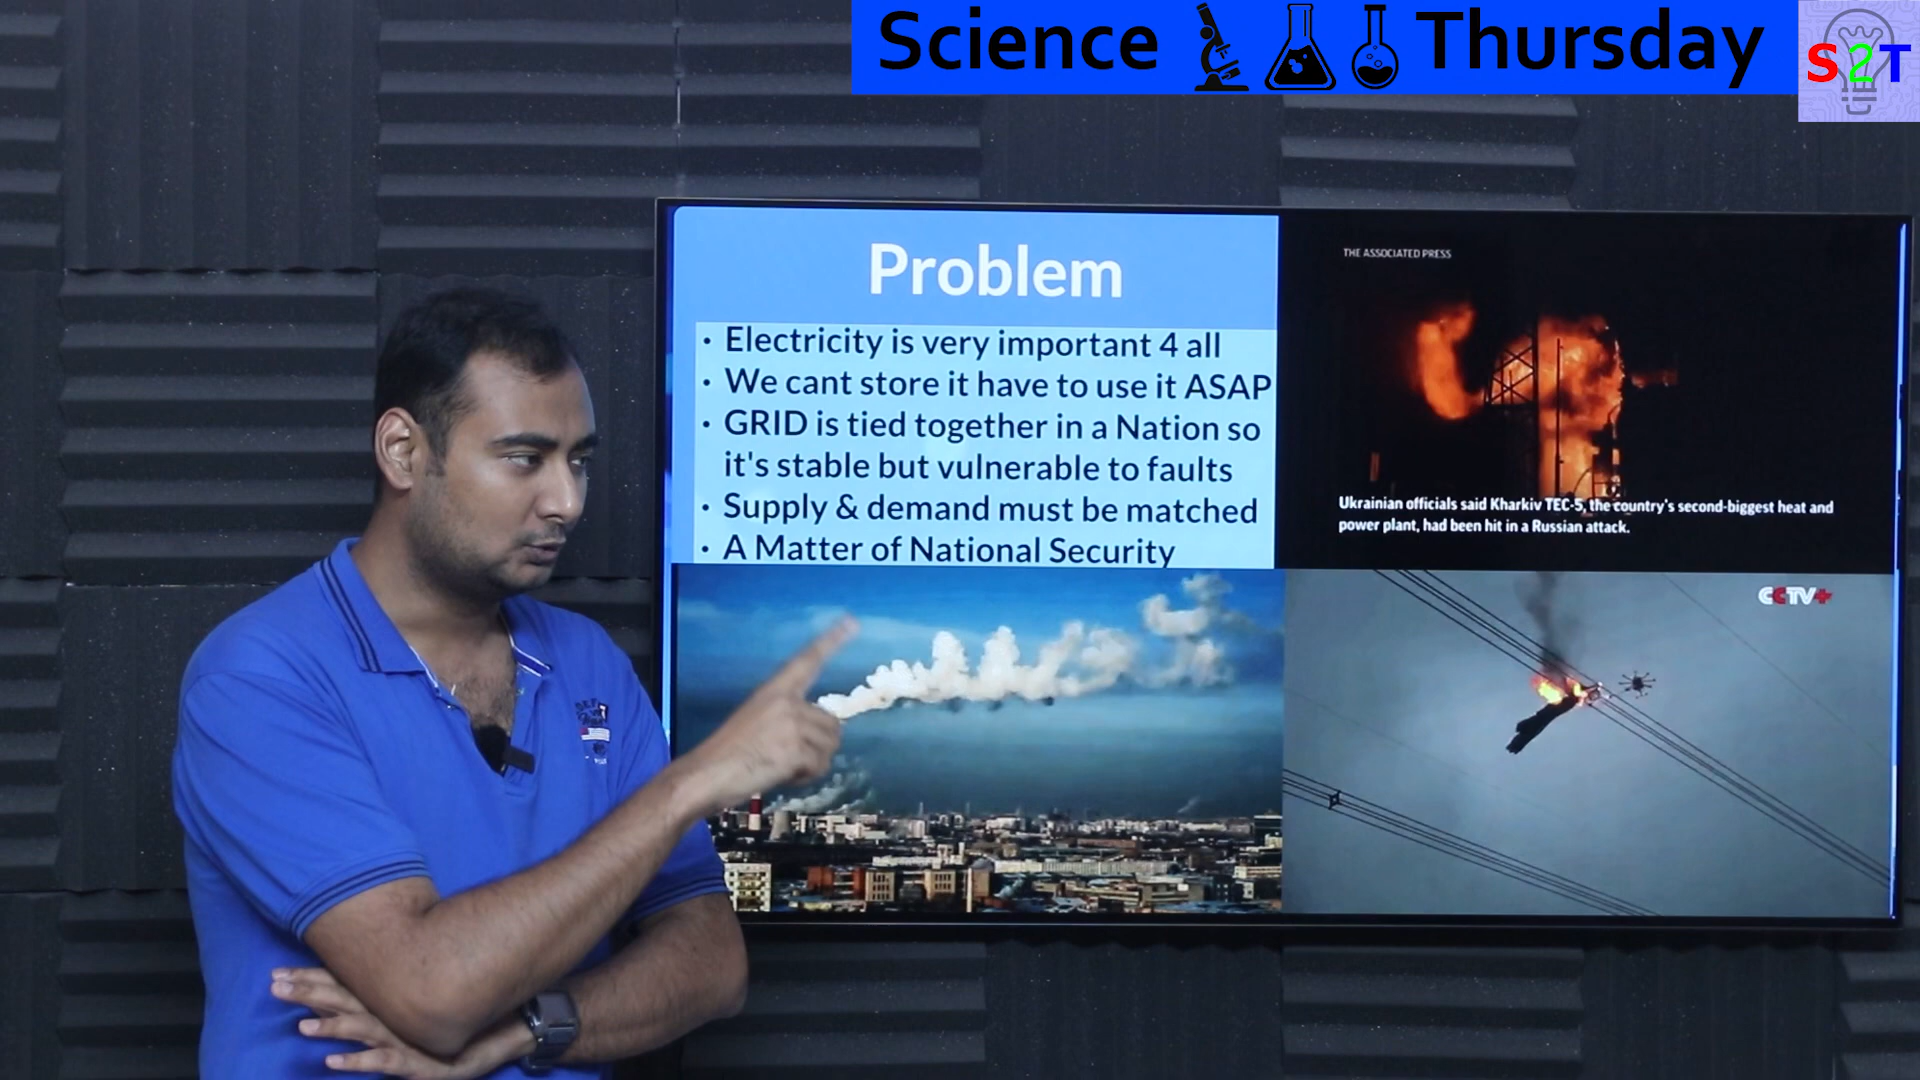 Science Thursday
S2T
Problem
• Electricity is very important 4 all
• We cant store it have to use it ASAP
• GRID is tied together in a Nation so
it's stable but vulnerable to faults
• Supply & demand must be matched
• A Matter of National Security
THE ASSOCIATED PRESS
Ukrainian officials said Kharkiv TEC-5, the country's second-biggest heat and
power plant, had been hit in a Russian attack.
CCTV+